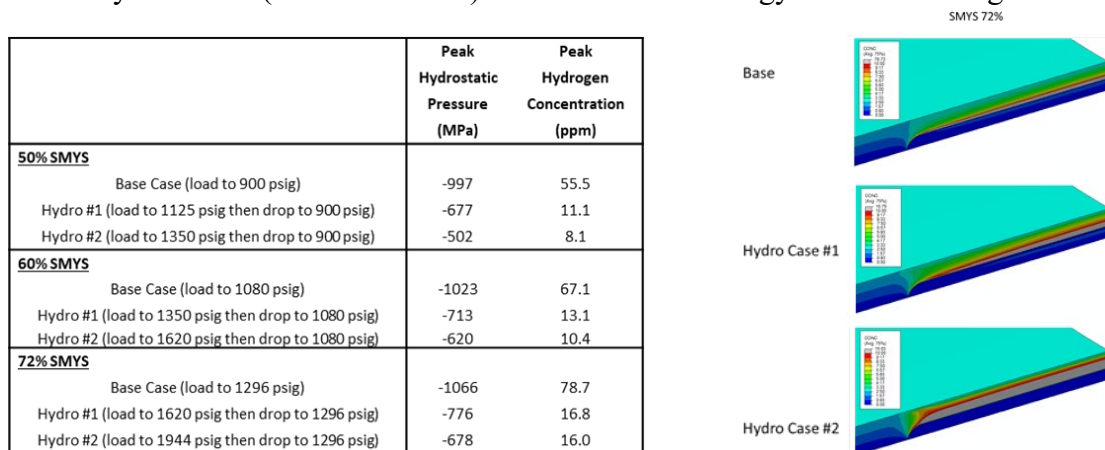 SMYS 72%
Peak Hydrostatic Pressure (MPa)
Peak Hydrogen Concentration (ppm)
50% SMYS
Base Case (load to 900 psig) -997 55.5
Hydro #1 (load to 1125 psig then drop to 900 psig) -677 11.1
Hydro #2 (load to 1350 psig then drop to 900 psig) -502 8.1
60% SMYS
Base Case (load to 1080 psig) -1023 67.1
Hydro #1 (load to 1350 psig then drop to 1080 psig) -713 13.1
Hydro #2 (load to 1620 psig then drop to 1080 psig) -620 10.4
72% SMYS
Base Case (load to 1296 psig) -1066 78.7
Hydro #1 (load to 1620 psig then drop to 1296 psig) -776 16.8
Hydro #2 (load to 1944 psig then drop to 1296 psig) -678 16.0
Base
Hydro Case #1
Hydro Case #2